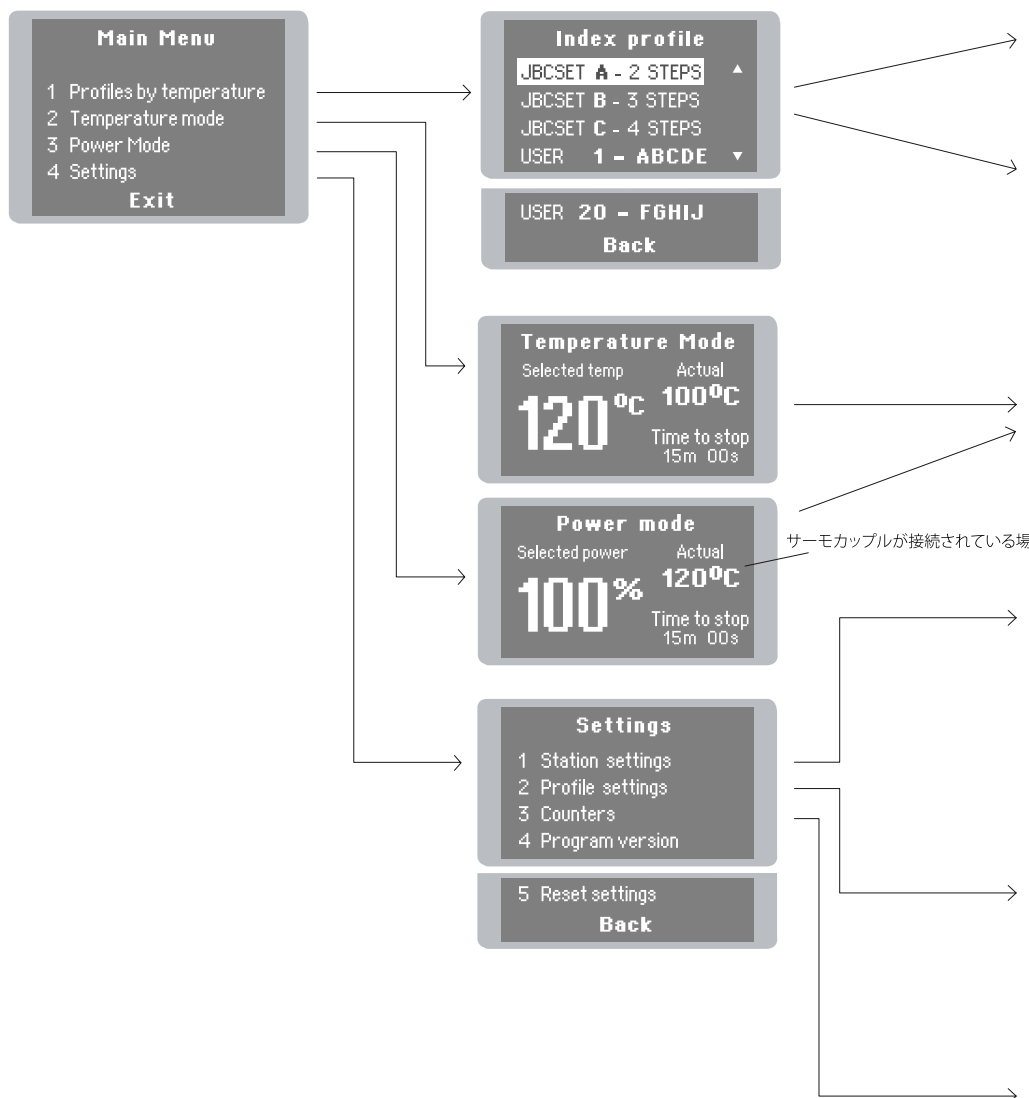 Main Menu
1 Profiles by temperature
2 Temperature mode
3 Power Mode
4 Settings
Exit
Index profile
JBCSET A - 2 STEPS ▲
JBCSET B - 3 STEPS
JBCSET C - 4 STEPS
USER 1 - ABCDE ▼
USER 20 - FGHIJ
Back
Temperature Mode
Selected temp
Actual
120ºC
100ºC
Time to stop
15m 00s
Power mode
Selected power
Actual
100%
120ºC
Time to stop
15m 00s
サーモカップルが接続されている場
Settings
1 Station settings
2 Profile settings
3 Counters
4 Program version
5 Reset settings
Back